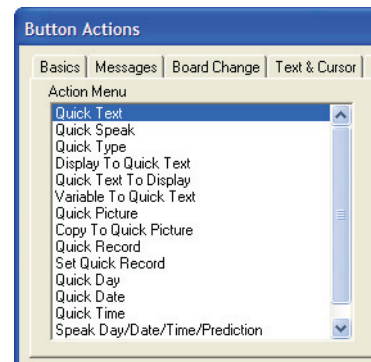 Button Actions
Basics Messages Board Change Text & Cursor
Action Menu
Quick Text
Quick Speak
Quick Type
Display To Quick Text
Quick Text To Display
Variable To Quick Text
Quick Picture
Copy To Quick Picture
Quick Record
Set Quick Record
Quick Day
Quick Date
Quick Time
Speak Day/Date/Time/Prediction